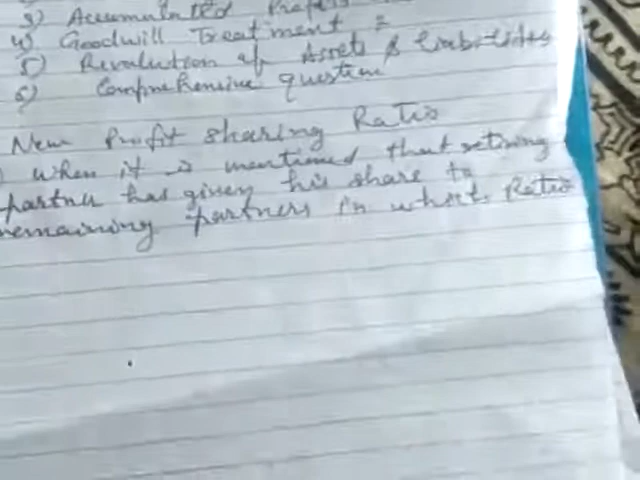 3) Accumulated Profits
4) Goodwill Treatment =
5) Revaluation of Assets & Liabilities
6) Comprehensive question
New Profit Sharing Ratio
when it is mentioned that retiring
partner has given his share to
remaining partners in which Ratio